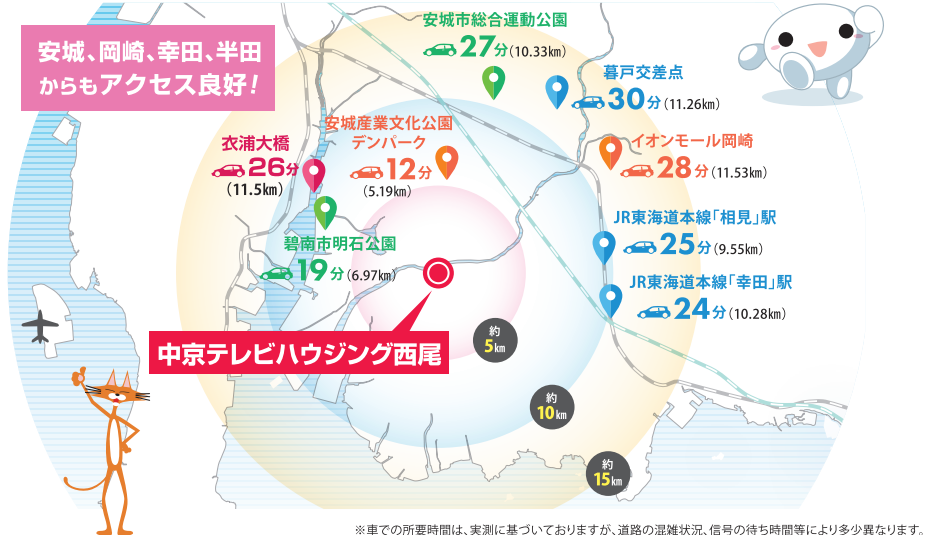 安城、岡崎、幸田、半田
からもアクセス良好!
安城市総合運動公園
27分(10.33km)
暮戸交差点
30分(11.26km)
衣浦大橋
26分
(11.5km)
安城産業文化公園
デンパーク
12分
(5.19km)
イオンモール岡崎
28分(11.53km)
碧南市明石公園
19分(6.97km)
JR東海道本線「相見」駅
25分(9.55km)
JR東海道本線「幸田」駅
24分(10.28km)
中京テレビハウジング西尾
約
5km
約
10km
約
15km
※車での所要時間は、実測に基づいておりますが、道路の混雑状況、信号の待ち時間等により多少異なります。